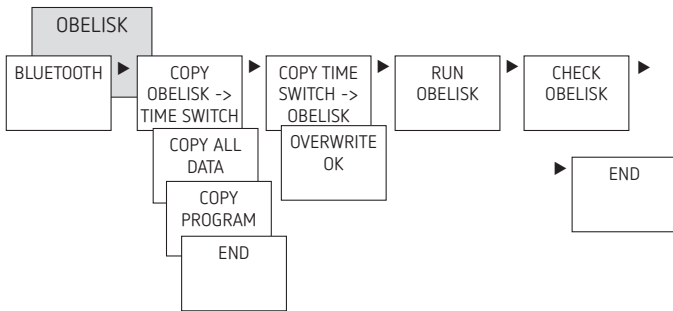 OBELISK
BLUETOOTH
COPY
OBELISK ->
TIME SWITCH
COPY ALL
DATA
COPY
PROGRAM
END
COPY TIME
SWITCH ->
OBELISK
OVERWRITE
OK
RUN
OBELISK
CHECK
OBELISK
END